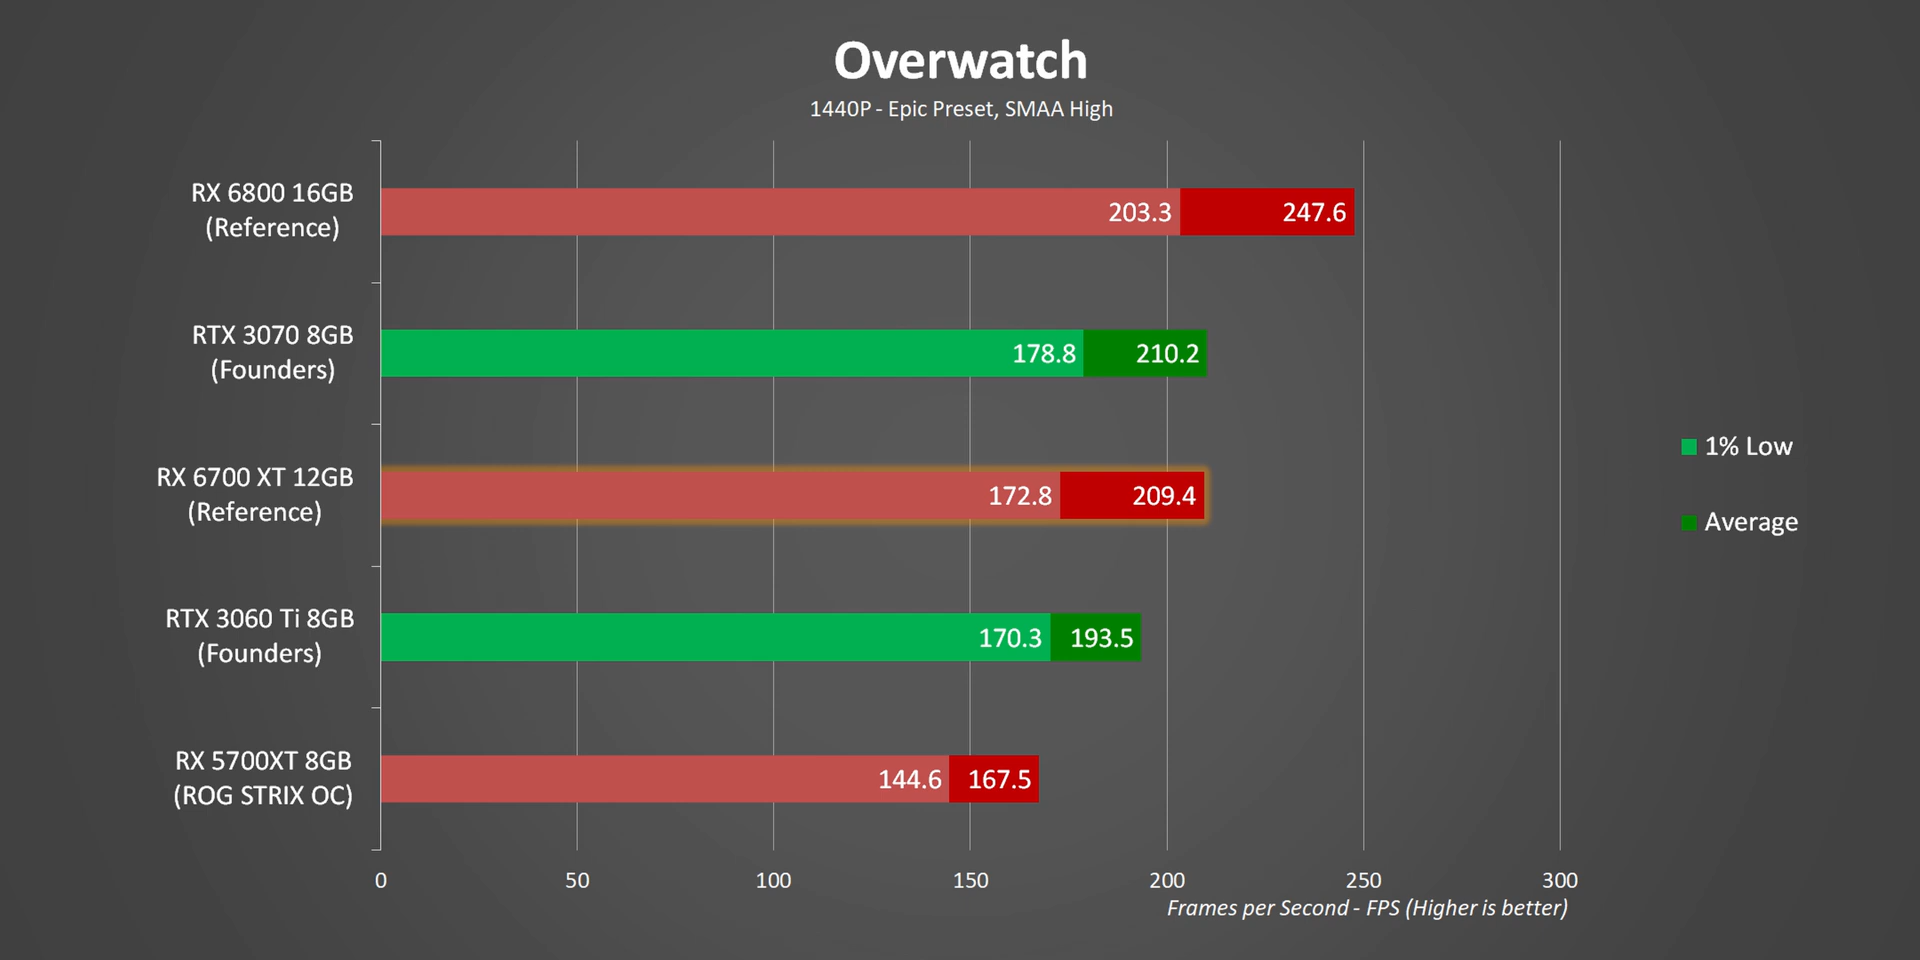 Overwatch
1440P - Epic Preset, SMAA High
RX 6800 16GB
(Reference)
203.3
247.6
RTX 3070 8GB
(Founders)
178.8
210.2
RX 6700 XT 12GB
(Reference)
172.8
209.4
RTX 3060 Ti 8GB
(Founders)
170.3
193.5
RX 5700XT 8GB
(ROG STRIX OC)
144.6
167.5
1% Low
Average
0
50
100
150
200
250
300
Frames per Second - FPS (Higher is better)